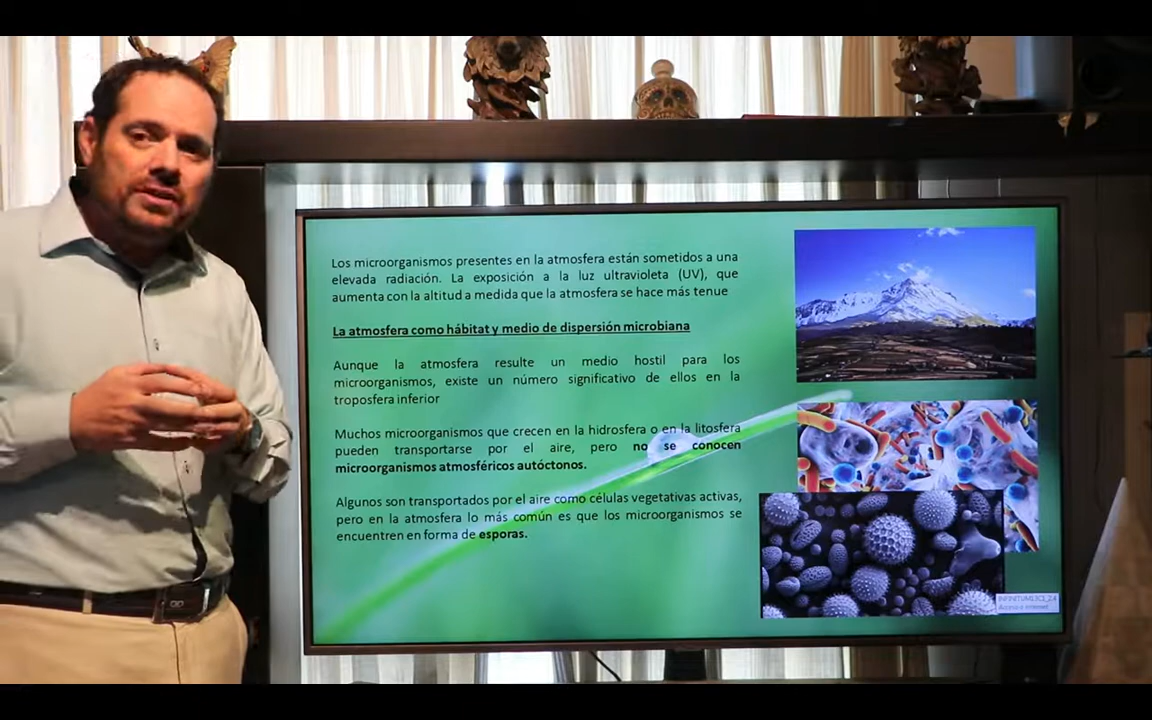 Los microorganismos presentes en la atmosfera están sometidos a una
elevada radiación. La exposición a la luz ultravioleta (UV), que
aumenta con la altitud a medida que la atmosfera se hace más tenue
La atmosfera como hábitat y medio de dispersión microbiana
Aunque la atmosfera resulte un medio hostil para los
microorganismos, existe un número significativo de ellos en la
troposfera inferior
Muchos microorganismos que crecen en la hidrosfera o en la litosfera
pueden transportarse por el aire, pero no se conocen
microorganismos atmosféricos autóctonos.
Algunos son transportados por el aire como células vegetativas activas,
pero en la atmosfera lo más común es que los microorganismos se
encuentren en forma de esporas.
Acceso a Internet